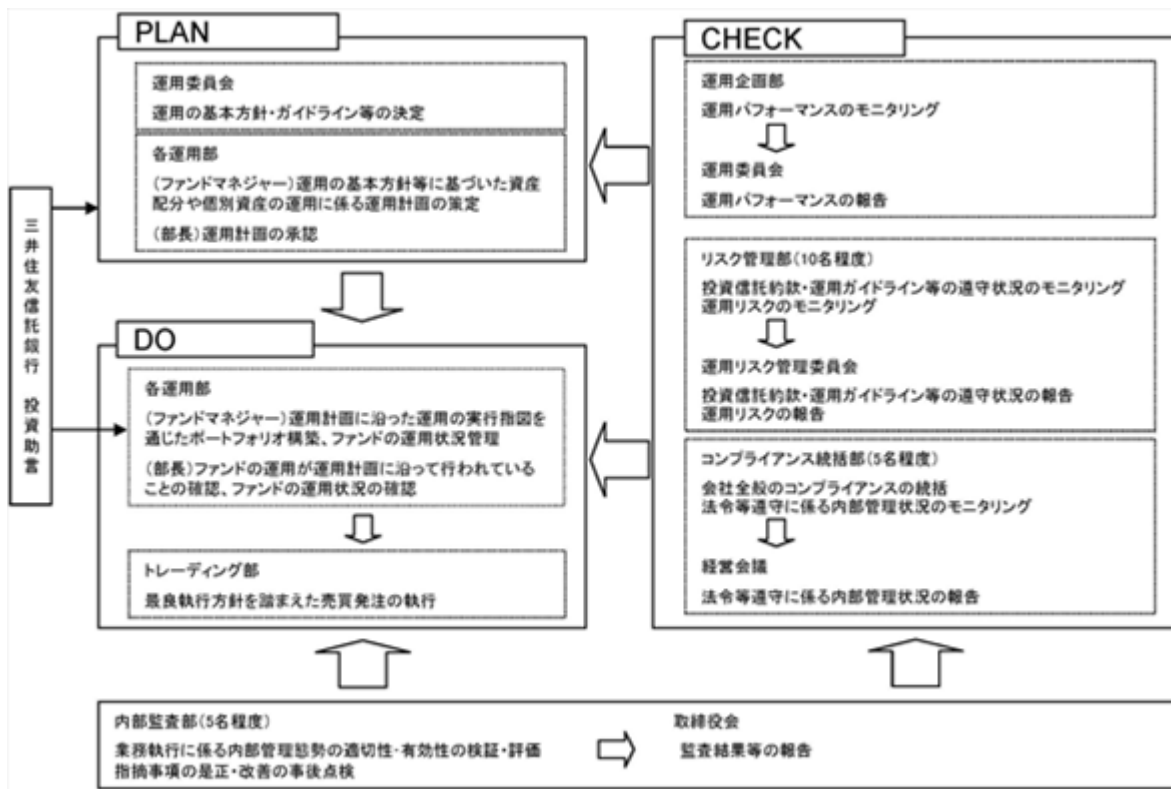 PLAN
運用委員会
運用の基本方針・ガイドライン等の決定
各運用部
(ファンドマネジャー)運用の基本方針等に基づいた資産
配分や個別資産の運用に係る運用計画の策定
(部長)運用計画の承認
三井住友信託銀行 投資助言
DO
各運用部
(ファンドマネジャー)運用計画に沿った運用の実行指図を
通じたポートフォリオ構築、ファンドの運用状況管理
(部長)ファンドの運用が運用計画に沿って行われている
ことの確認、ファンドの運用状況の確認
トレーディング部
最良執行方針を踏まえた売買発注の執行
CHECK
運用企画部
運用パフォーマンスのモニタリング
運用委員会
運用パフォーマンスの報告
リスク管理部(10名程度)
投資信託約款・運用ガイドライン等の遵守状況のモニタリング
運用リスクのモニタリング
運用リスク管理委員会
投資信託約款・運用ガイドライン等の遵守状況の報告
運用リスクの報告
コンプライアンス統括部(5名程度)
会社全般のコンプライアンスの統括
法令等遵守に係る内部管理状況のモニタリング
経営会議
法令等遵守に係る内部管理状況の報告
内部監査部(5名程度)
業務執行に係る内部管理態勢の適切性・有効性の検証・評価
指摘事項の是正・改善の事後点検
取締役会
監査結果等の報告